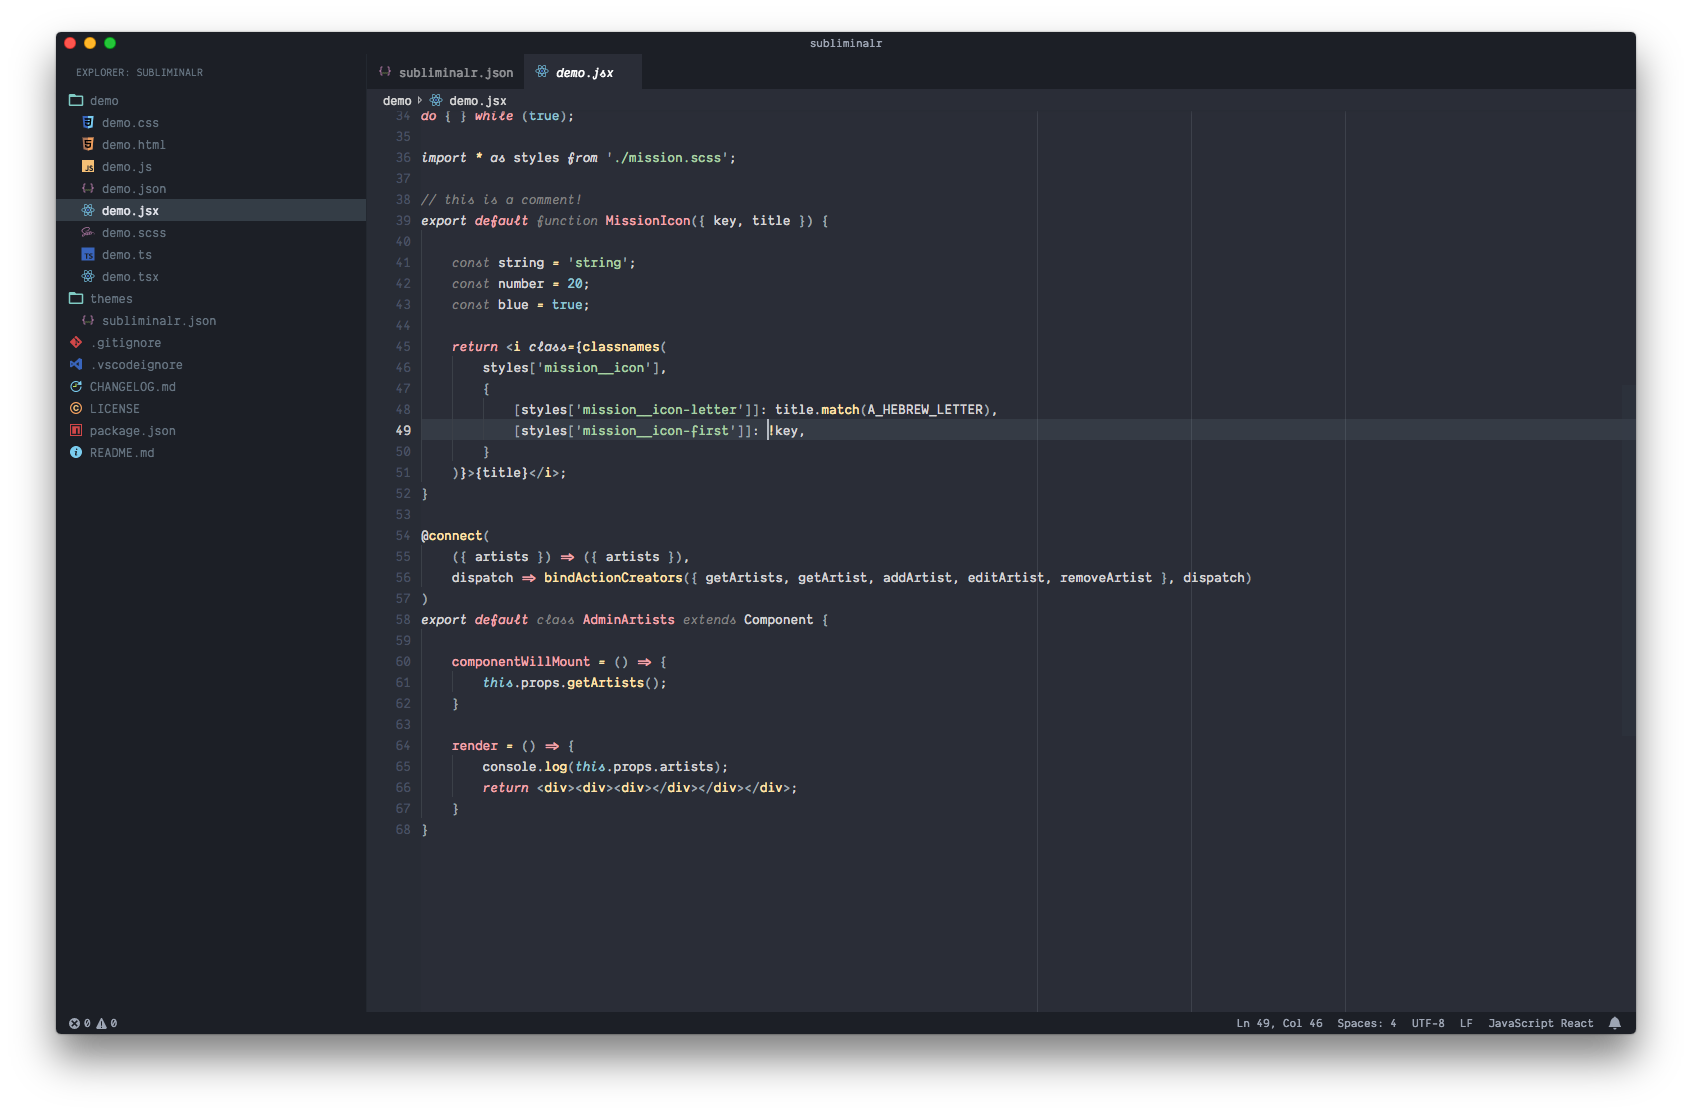 subliminalr
EXPLORER: SUBLIMINALR
demo
demo.css
demo.html
demo.js
demo.json
demo.jsx
demo.scss
demo.ts
demo.tsx
themes
subliminalr.json
.gitignore
.vscodeignore
CHANGELOG.md
LICENSE
package.json
README.md
subliminalr.json demo.jsx
demo demo.jsx
34 do { } while (true);
35
36 import * as styles from './mission.scss';
37
38 // this is a comment!
39 export default function MissionIcon({ key, title }) {
40
41 const string = 'string';
42 const number = 20;
43 const blue = true;
44
45 return <i class={classnames(
46 styles['mission__icon'],
47 {
48 [styles['mission__icon-letter']]: title.match(A_HEBREW_LETTER),
49 [styles['mission__icon-first']]: !key,
50 }
51 )}>{title}</i>;
52 }
53
54 @connect(
55 ({ artists }) => ({ artists }),
56 dispatch => bindActionCreators({ getArtists, getArtist, addArtist, editArtist, removeArtist }, dispatch)
57 )
58 export default class AdminArtists extends Component {
59
60 componentWillMount = () => {
61 this.props.getArtists();
62 }
63
64 render = () => {
65 console.log(this.props.artists);
66 return <div><div><div></div></div></div>;
67 }
68 }
0 0 Ln 49, Col 46 Spaces: 4 UTF-8 LF JavaScript React